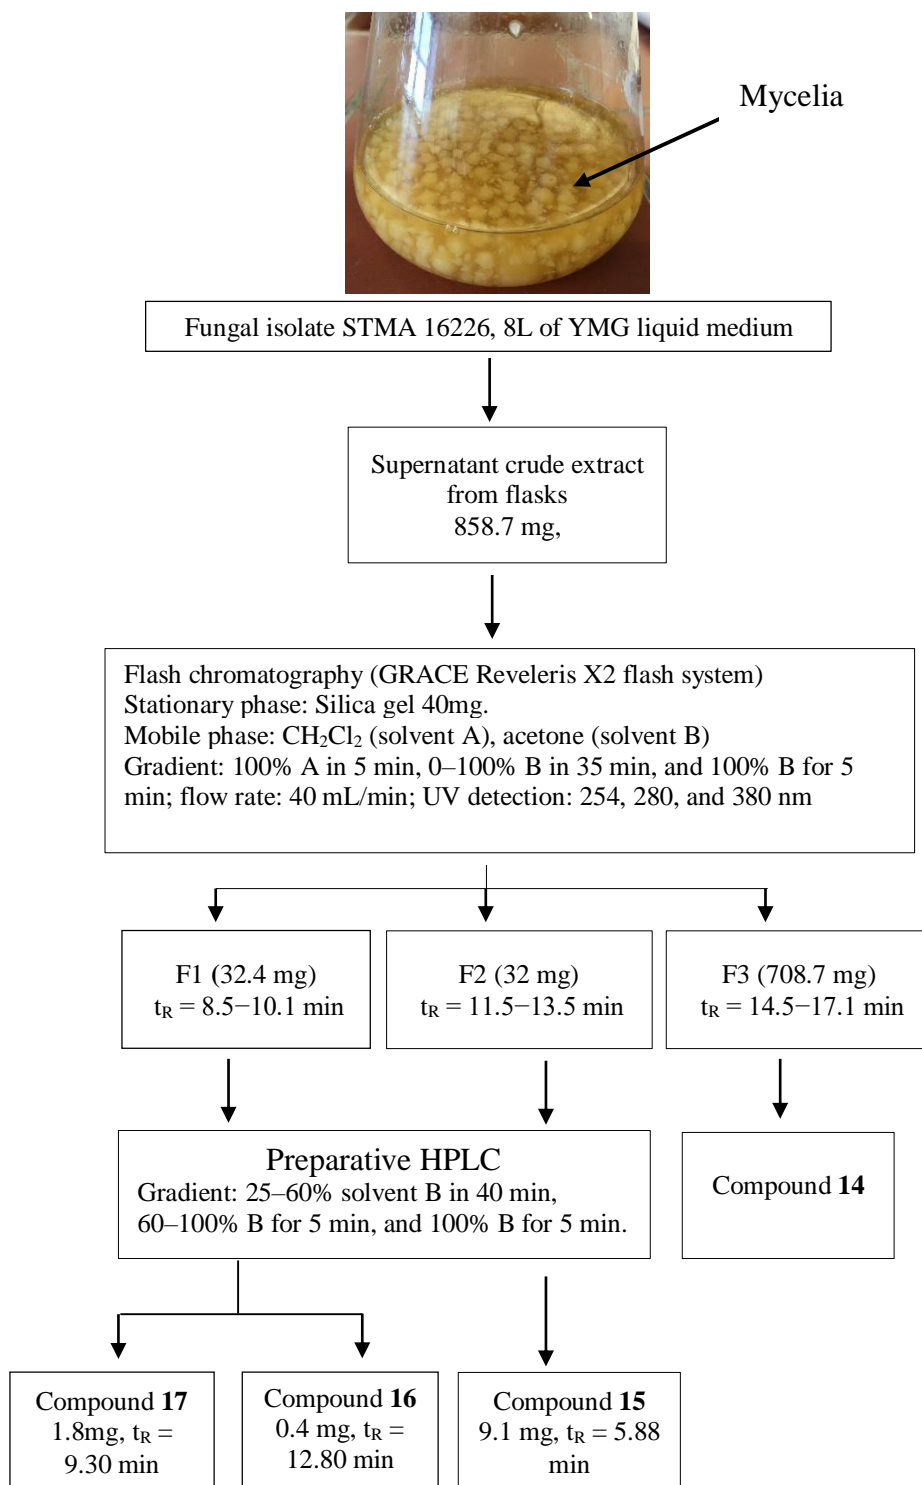 Mycelia
Fungal isolate STMA 16226, 8L of YMG liquid medium
Supernatant crude extract
from flasks
858.7 mg,
Flash chromatography (GRACE Reveleris X2 flash system)
Stationary phase: Silica gel 40mg.
Mobile phase: CH₂Cl₂ (solvent A), acetone (solvent B)
Gradient: 100% A in 5 min, 0–100% B in 35 min, and 100% B for 5
min; flow rate: 40 mL/min; UV detection: 254, 280, and 380 nm
F1 (32.4 mg)
tR = 8.5−10.1 min
F2 (32 mg)
tR = 11.5–13.5 min
F3 (708.7 mg)
tR = 14.5–17.1 min
Preparative HPLC
Gradient: 25–60% solvent B in 40 min,
60–100% B for 5 min, and 100% B for 5 min.
Compound 14
Compound 17
1.8mg, tR =
9.30 min
Compound 16
0.4 mg, tR =
12.80 min
Compound 15
9.1 mg, tR = 5.88
min